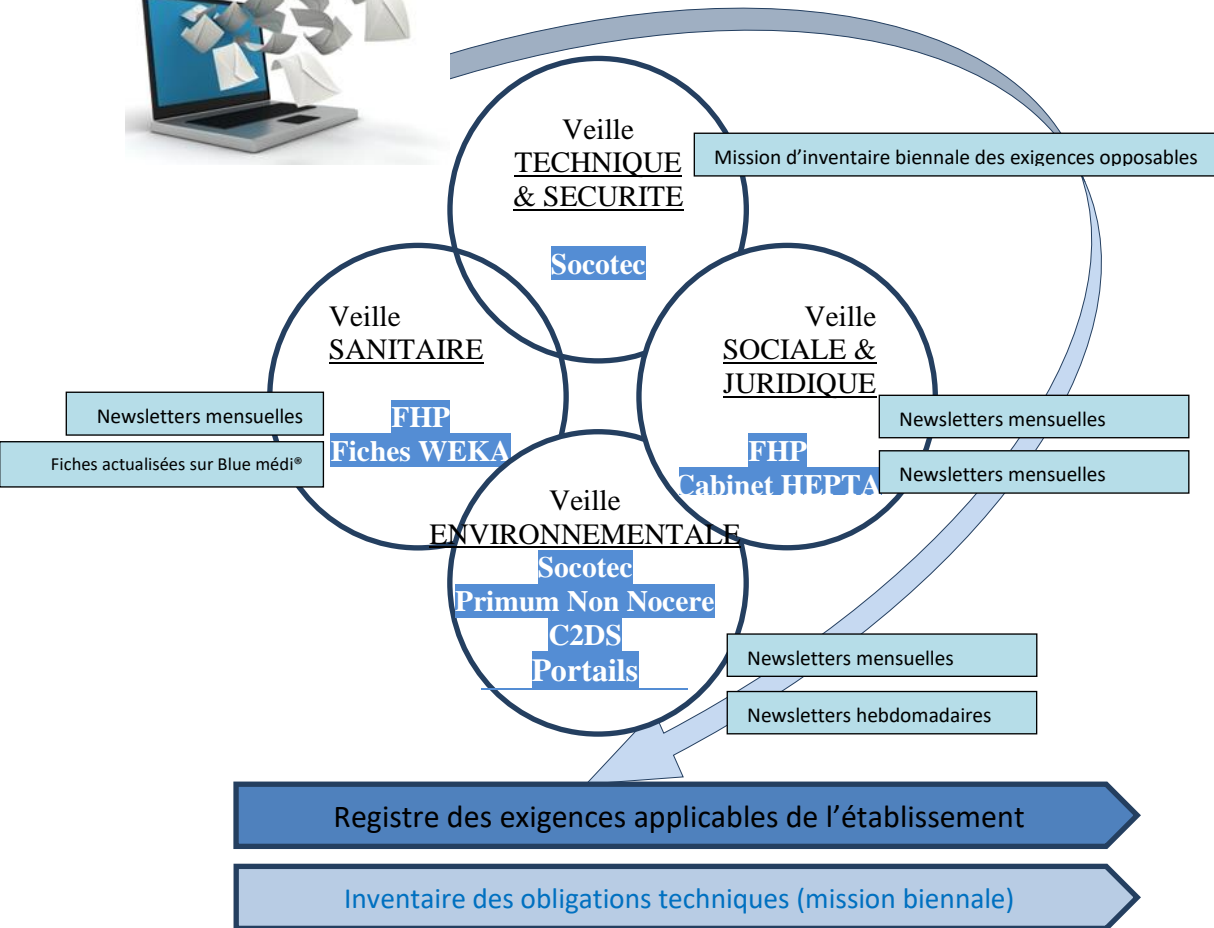 Veille
TECHNIQUE
& SECURITE
Socotec
Mission d’inventaire biennale des exigences opposables
Veille
SANITAIRE
FHP
Fiches WEKA
Newsletters mensuelles
Fiches actualisées sur Blue médi®
Veille
SOCIALE &
JURIDIQUE
FHP
Cabinet HEPTA
Newsletters mensuelles
Newsletters mensuelles
Veille
ENVIRONNEMENTALE
Socotec
Primum Non Nocere
C2DS
Portails
Newsletters mensuelles
Newsletters hebdomadaires
Registre des exigences applicables de l’établissement
Inventaire des obligations techniques (mission biennale)